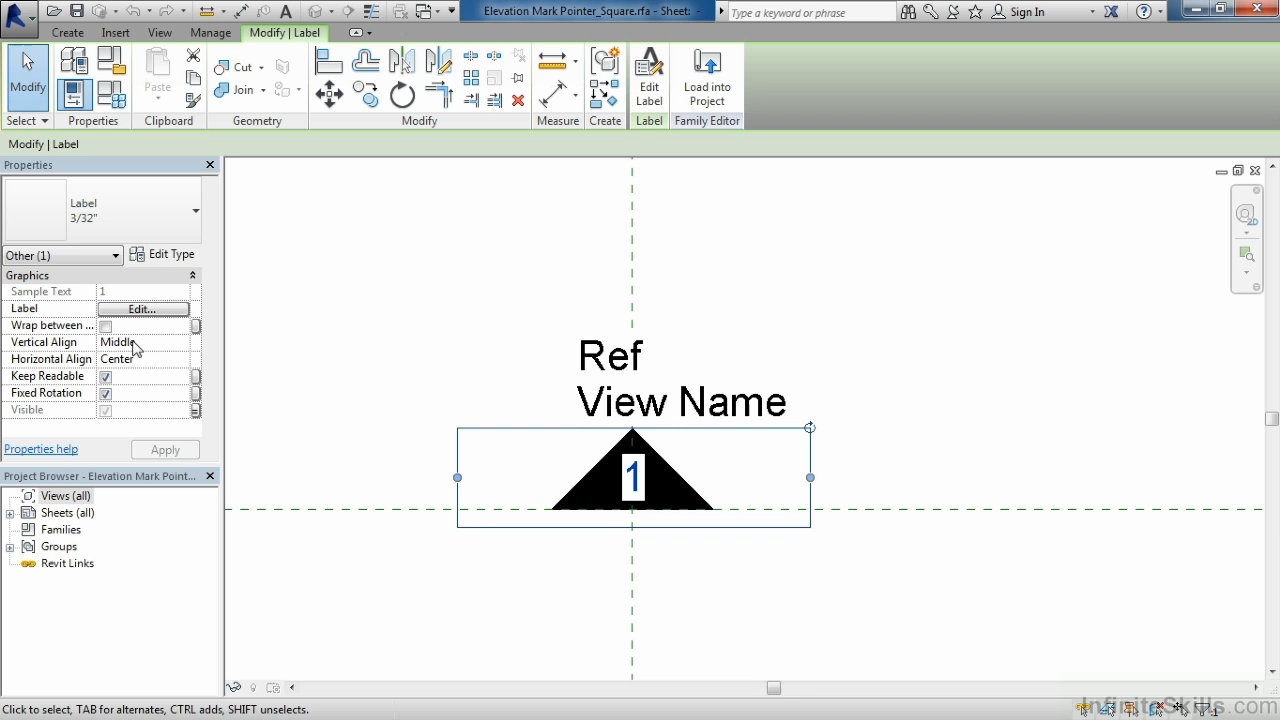 Elevation Mark Pointer_Square.rfa - Sheet: -
Type a keyword or phrase
Sign In
Create
Insert
View
Manage
Modify | Label
Modify
Paste
Cut
Join
Edit
Label
Load into
Project
Select
Properties
Clipboard
Geometry
Modify
Measure
Create
Label
Family Editor
Modify | Label
Properties
Label
3/32"
Other (1)
Edit Type
Graphics
Sample Text
1
Label
Edit...
Wrap between ...
Vertical Align
Middle
Horizontal Align
Center
Keep Readable
Fixed Rotation
Visible
Properties help
Apply
Project Browser - Elevation Mark Point...
Views (all)
Sheets (all)
Families
Groups
Revit Links
Ref
View Name
1
2D
Click to select, TAB for alternates, CTRL adds, SHIFT unselects.
InfiniteSkills.com